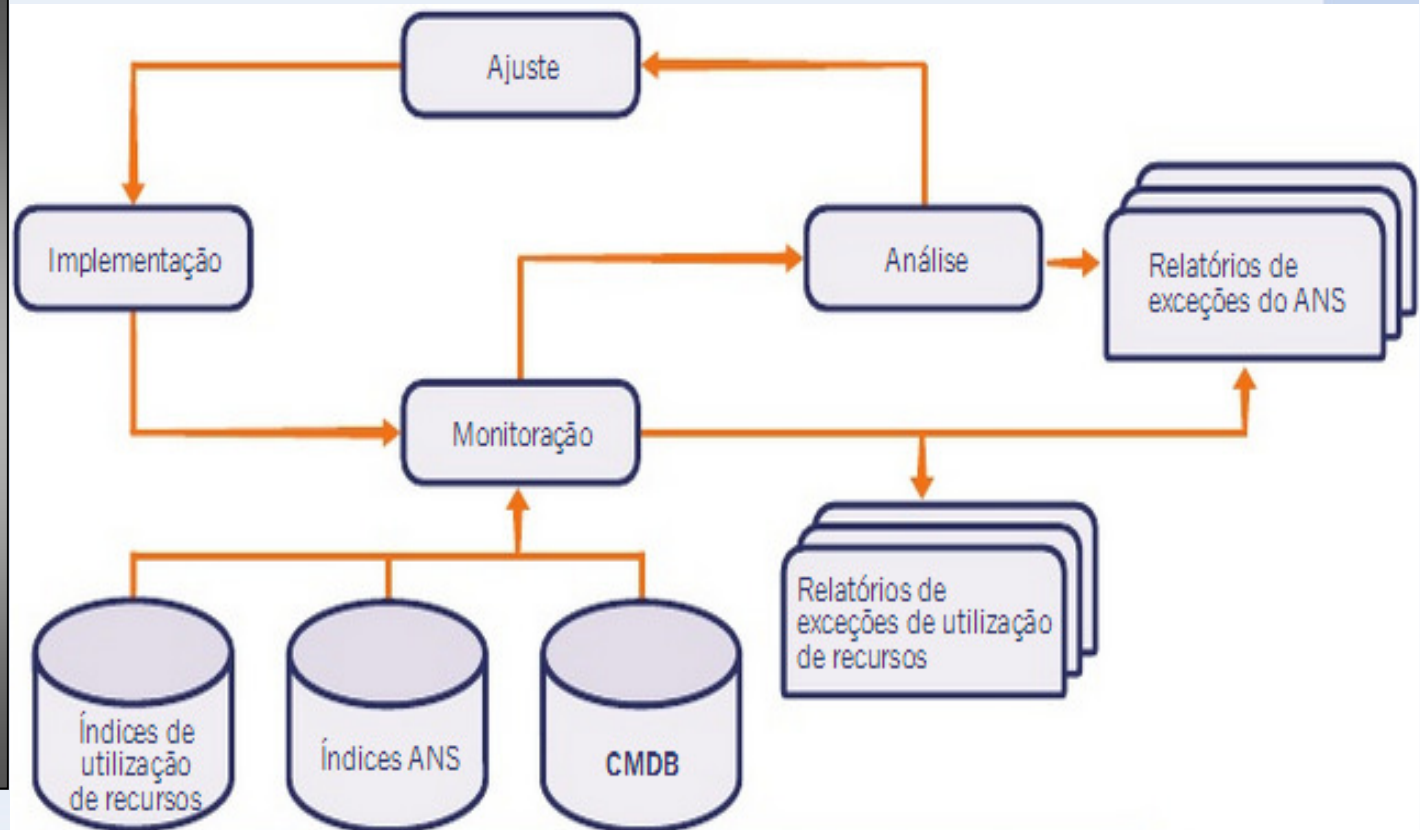 Ajuste
Implementação
Análise
Relatórios de
exceções do ANS
Monitoração
Relatórios de
exceções de utilização
de recursos
Índices de
utilização
de recursos
Índices ANS
CMDB